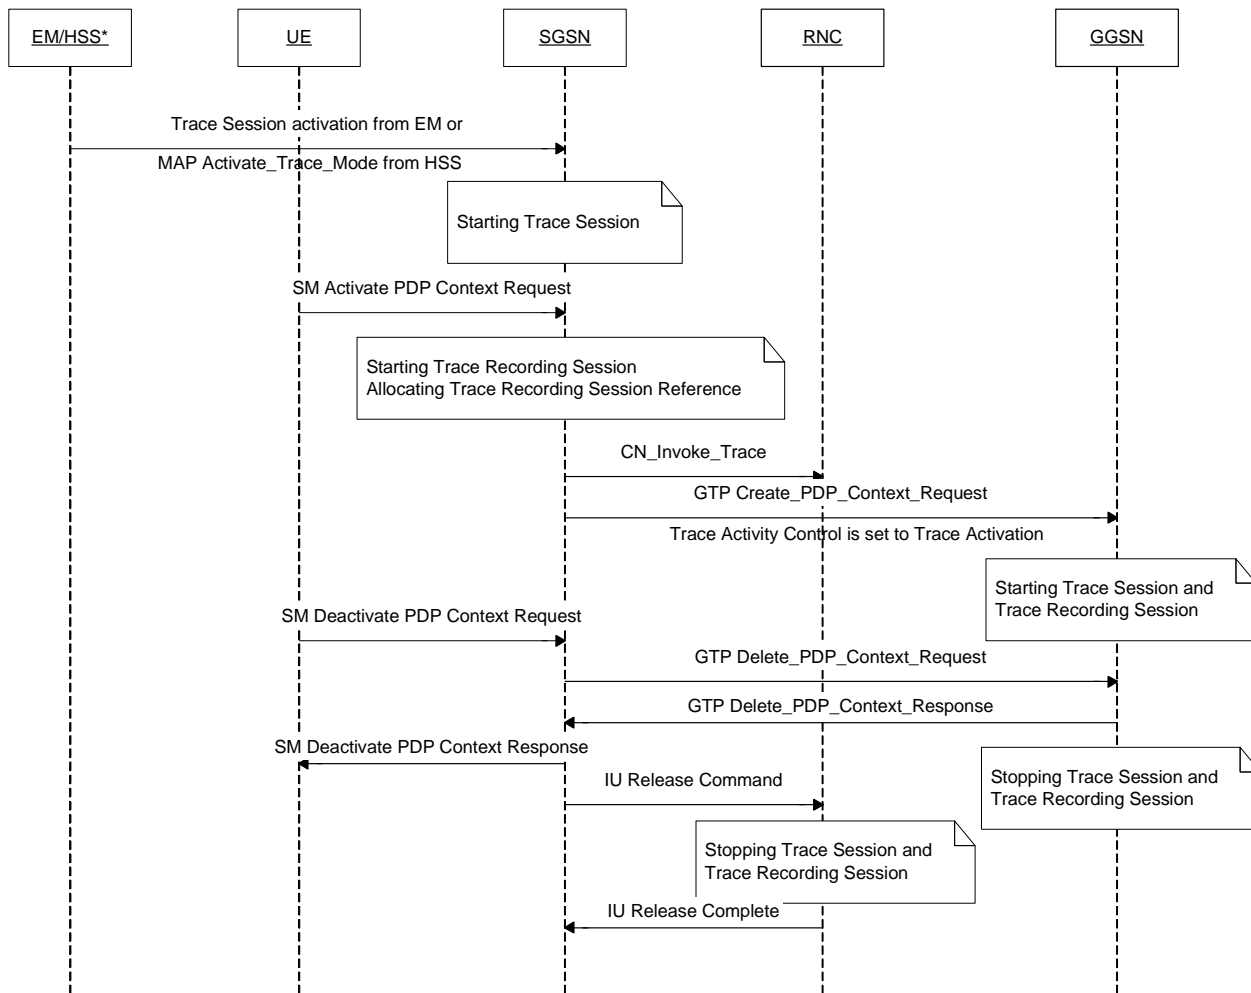 EM/HSS*
UE
SGSN
RNC
GGSN
Trace Session activation from EM or
MAP Activate_Trace_Mode from HSS
Starting Trace Session
SM Activate PDP Context Request
Starting Trace Recording Session
Allocating Trace Recording Session Reference
CN_Invoke_Trace
GTP Create_PDP_Context_Request
Trace Activity Control is set to Trace Activation
Starting Trace Session and
Trace Recording Session
SM Deactivate PDP Context Request
GTP Delete_PDP_Context_Request
GTP Delete_PDP_Context_Response
SM Deactivate PDP Context Response
Stopping Trace Session and
Trace Recording Session
IU Release Command
Stopping Trace Session and
Trace Recording Session
IU Release Complete